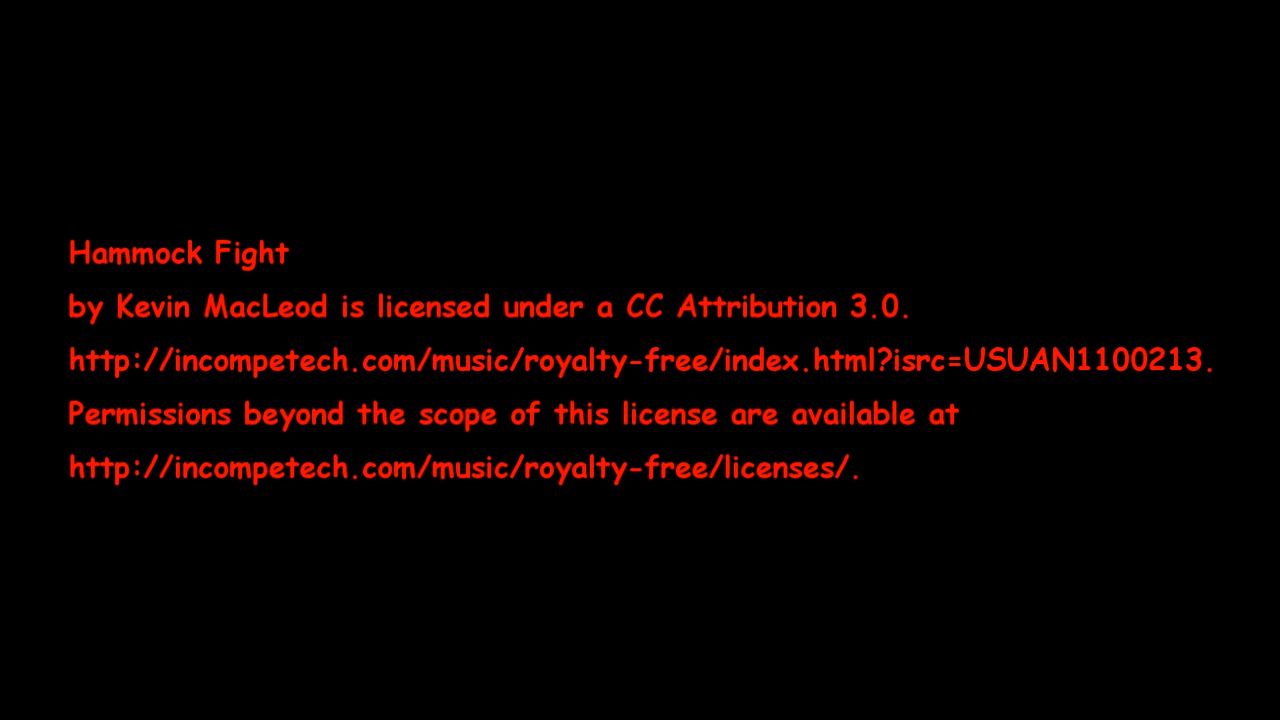 Hammock Fight
by Kevin MacLeod is licensed under a CC Attribution 3.0.
http://incompetech.com/music/royalty-free/index.html?isrc=USUAN1100213.
Permissions beyond the scope of this license are available at
http://incompetech.com/music/royalty-free/licenses/.